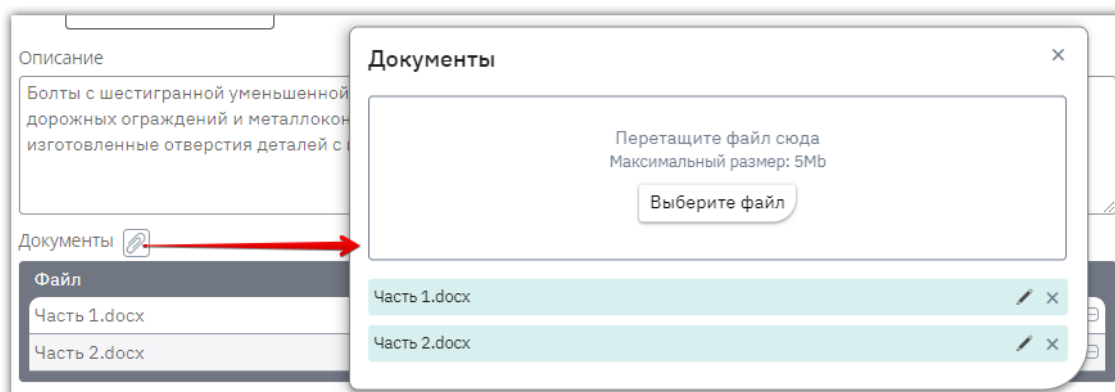 Описание
Болты с шестигранной уменьшенной
дорожных ограждений и металлокон
изготовленные отверстия деталей с
Документы
Файл
Часть 1.docx
Часть 2.docx
Документы
Перетащите файл сюда
Максимальный размер: 5Mb
Выберите файл
Часть 1.docx
Часть 2.docx